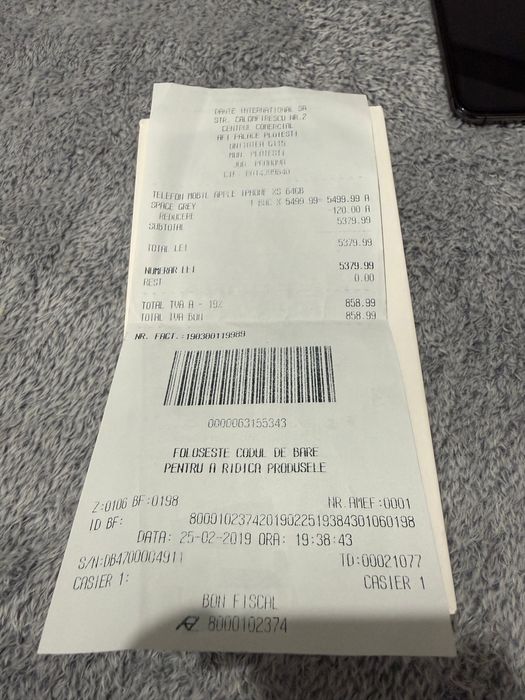 DANTE INTERNATIONAL SA
STR. CALOMFIRESCU NR.2
CENTRUL COMERCIAL
AFI PALACE PLOIESTI
UNITATEA G115
MUN. PLOIESTI
JUD. PRAHOVA
CIF:
TELEFON MOBIL APPLE IPHONE XS 64GB
SPACE GREY 1 BUC X 5499.99= 5499.99 A
REDUCERE -120.00 A
SUBTOTAL 5379.99
TOTAL LEI 5379.99
NUMERAR LEI 5379.99
REST 0.00
TOTAL TVA A - 19% 858.99
TOTAL TVA BON 858.99
NR. FACT.:190300119989
0000063155343
FOLOSESTE CODUL DE BARE
PENTRU A RIDICA PRODUSELE
Z:0106 BF:0198 NR.AMEF:0001
ID BF: 80001023742019022519384301060198
DATA: 25-02-2019 ORA: 19:38:43
S/N:DB4700004911 TD:00021077
CASIER 1: CASIER 1
BON FISCAL
8000102374